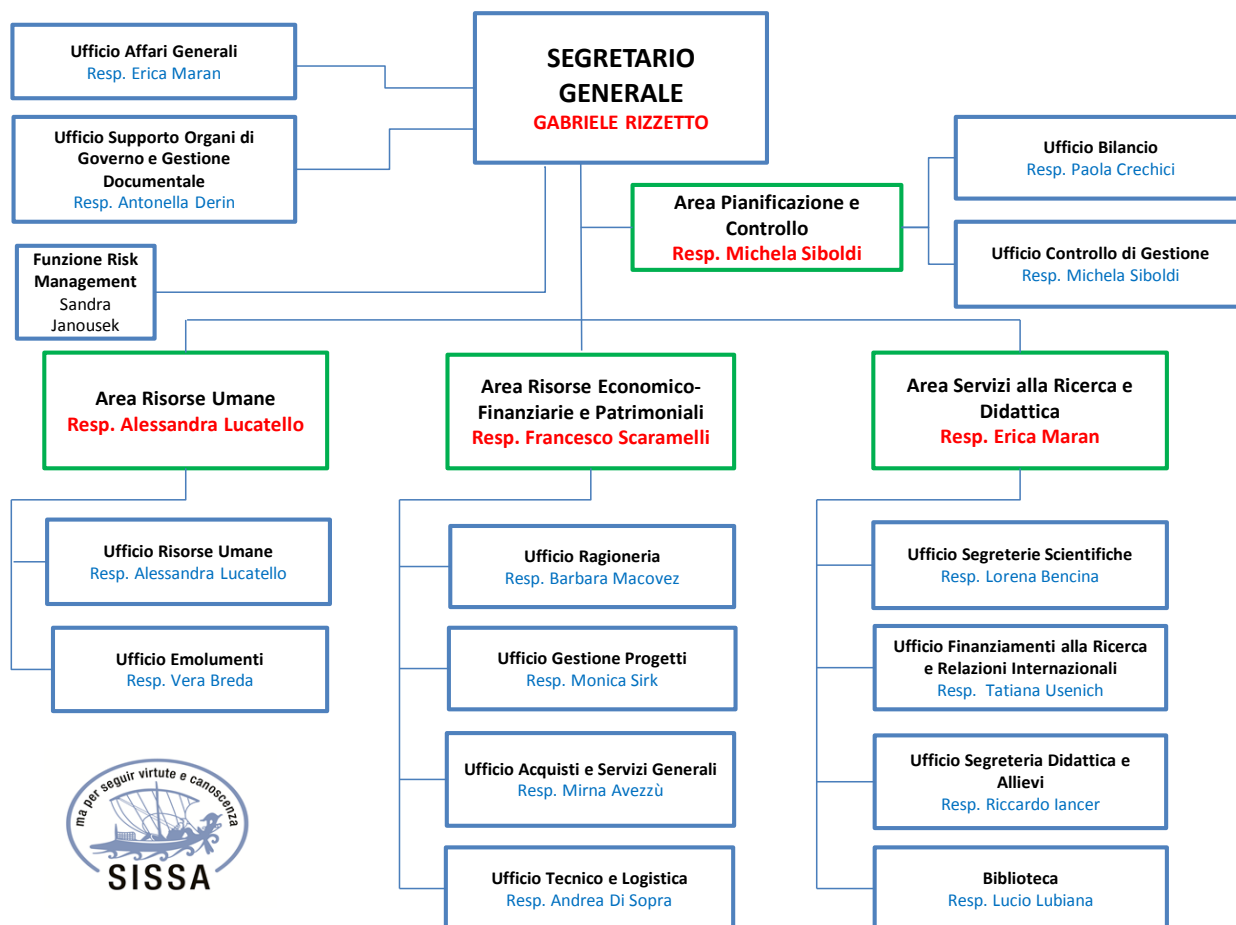 Ufficio Affari Generali
Resp. Erica Maran
SEGRETARIO
GENERALE
GABRIELE RIZZETTO
Ufficio Supporto Organi di
Governo e Gestione
Documentale
Resp. Antonella Derin
Ufficio Bilancio
Resp. Paola Crechici
Area Pianificazione e
Controllo
Resp. Michela Siboldi
Ufficio Controllo di Gestione
Resp. Michela Siboldi
Funzione Risk
Management
Sandra
Janousek
Area Risorse Umane
Resp. Alessandra Lucatello
Area Risorse Economico-
Finanziarie e Patrimoniali
Resp. Francesco Scaramelli
Area Servizi alla Ricerca e
Didattica
Resp. Erica Maran
Ufficio Risorse Umane
Resp. Alessandra Lucatello
Ufficio Ragioneria
Resp. Barbara Macovez
Ufficio Segreterie Scientifiche
Resp. Lorena Bencina
Ufficio Emolumenti
Resp. Vera Breda
Ufficio Gestione Progetti
Resp. Monica Sirk
Ufficio Finanziamenti alla Ricerca
e Relazioni Internazionali
Resp. Tatiana Usenich
Ufficio Acquisti e Servizi Generali
Resp. Mirna Avezzù
Ufficio Segreteria Didattica e
Allievi
Resp. Riccardo Iancer
Ufficio Tecnico e Logistica
Resp. Andrea Di Sopra
Biblioteca
Resp. Lucio Lubiana
ma per seguir virtute e canoscenza
SISSA